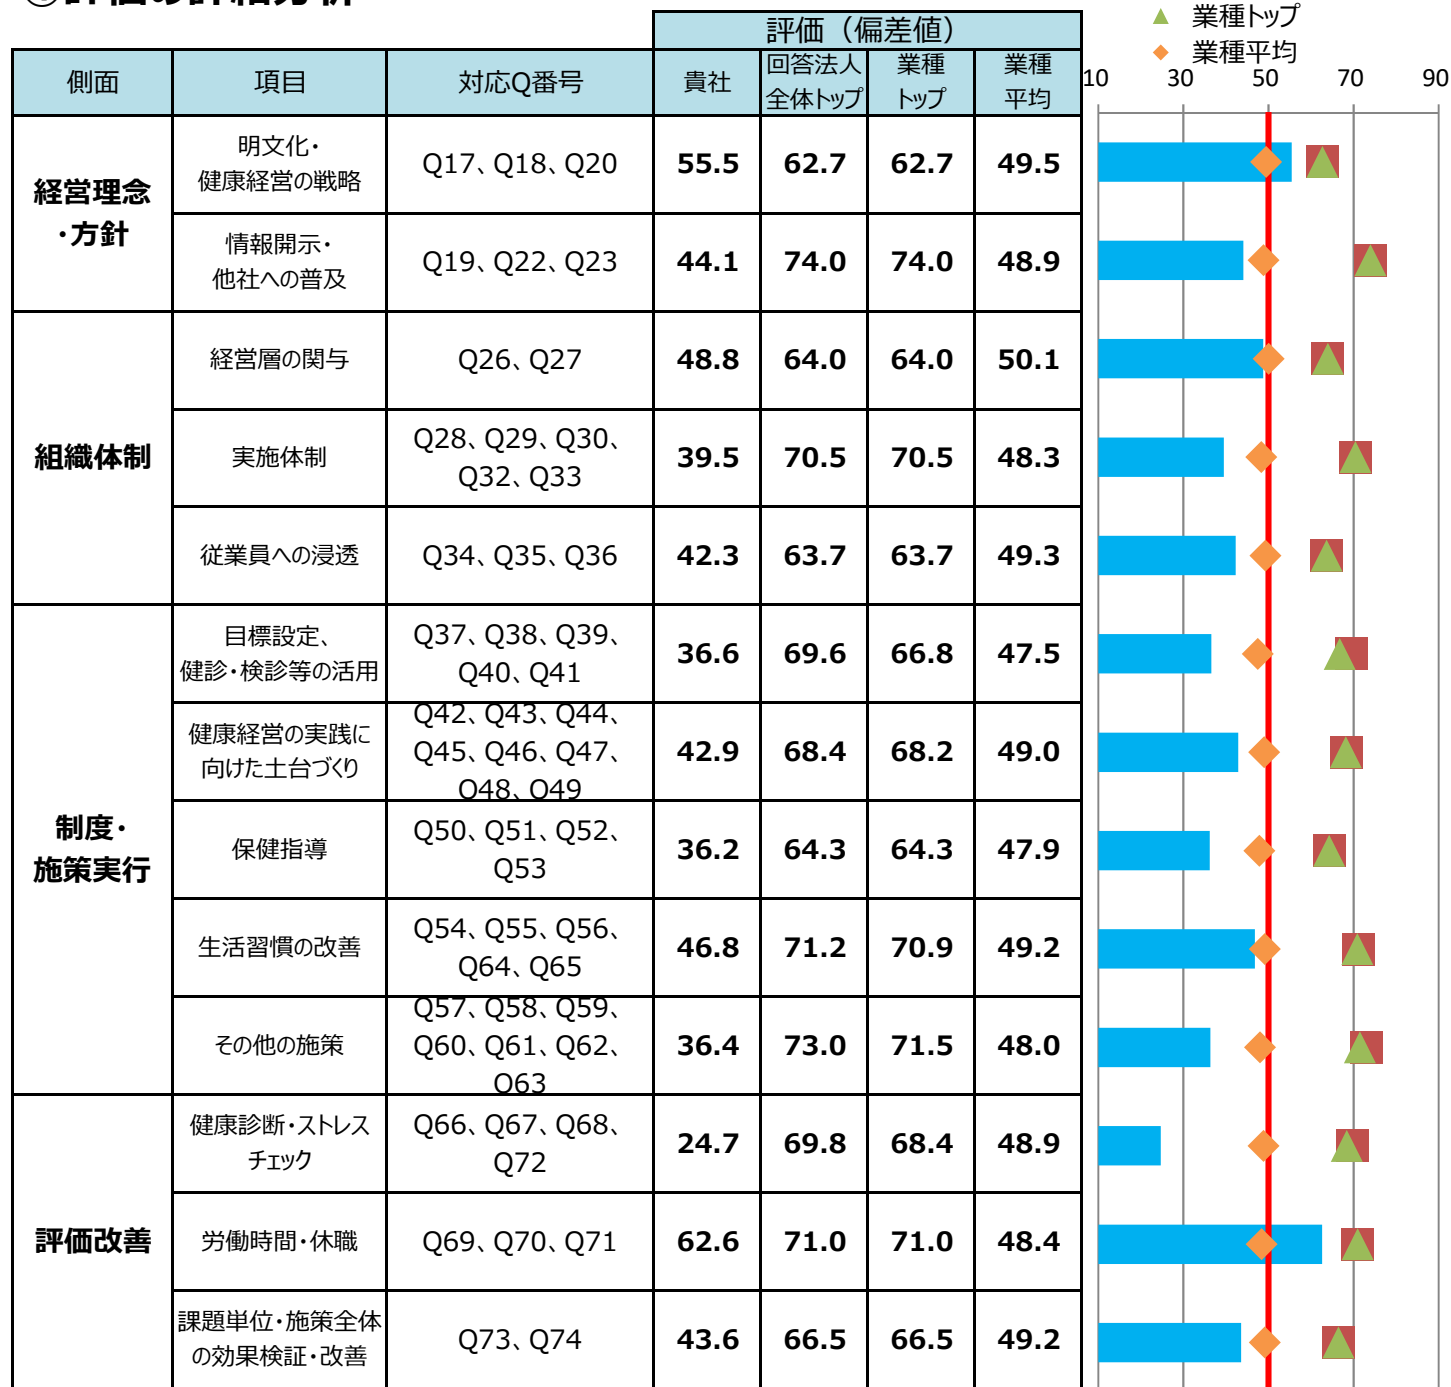 ▲ 業種トップ
◆ 業種平均
評価（偏差値）
側面 項目 対応Q番号 貴社 回答法人 業種 業種
全体トップ トップ 平均
10 30 50 70 90
経営理念
・方針
明文化・
健康経営の戦略
Q17、Q18、Q20 55.5 62.7 62.7 49.5
情報開示・
他社への普及
Q19、Q22、Q23 44.1 74.0 74.0 48.9
組織体制
経営層の関与 Q26、Q27 48.8 64.0 64.0 50.1
実施体制
Q28、Q29、Q30、
Q32、Q33
39.5 70.5 70.5 48.3
従業員への浸透 Q34、Q35、Q36 42.3 63.7 63.7 49.3
制度・
施策実行
目標設定、
健診・検診等の活用
Q37、Q38、Q39、
Q40、Q41
36.6 69.6 66.8 47.5
健康経営の実践に
向けた土台づくり
Q42、Q43、Q44、
Q45、Q46、Q47、
Q48、Q49
42.9 68.4 68.2 49.0
保健指導
Q50、Q51、Q52、
Q53
36.2 64.3 64.3 47.9
生活習慣の改善
Q54、Q55、Q56、
Q64、Q65
46.8 71.2 70.9 49.2
その他の施策
Q57、Q58、Q59、
Q60、Q61、Q62、
Q63
36.4 73.0 71.5 48.0
評価改善
健康診断・ストレス
チェック
Q66、Q67、Q68、
Q72
24.7 69.8 68.4 48.9
労働時間・休職 Q69、Q70、Q71 62.6 71.0 71.0 48.4
課題単位・施策全体
の効果検証・改善
Q73、Q74 43.6 66.5 66.5 49.2